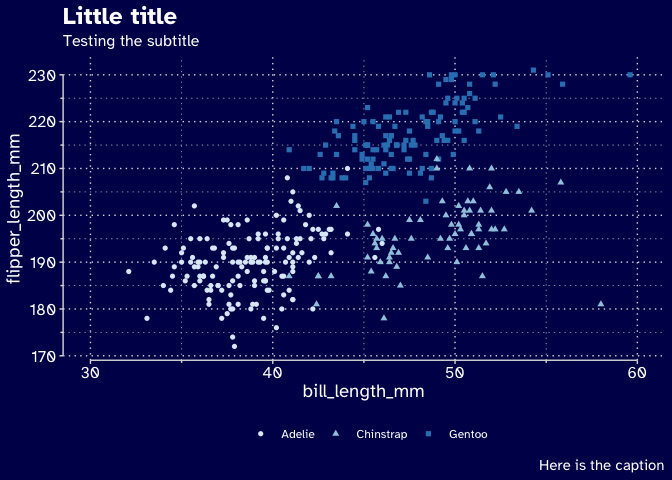 Little title
Testing the subtitle
flipper_length_mm
230
220
210
200
190
180
170
30 40 50 60
bill_length_mm
Adelie Chinstrap Gentoo
Here is the caption